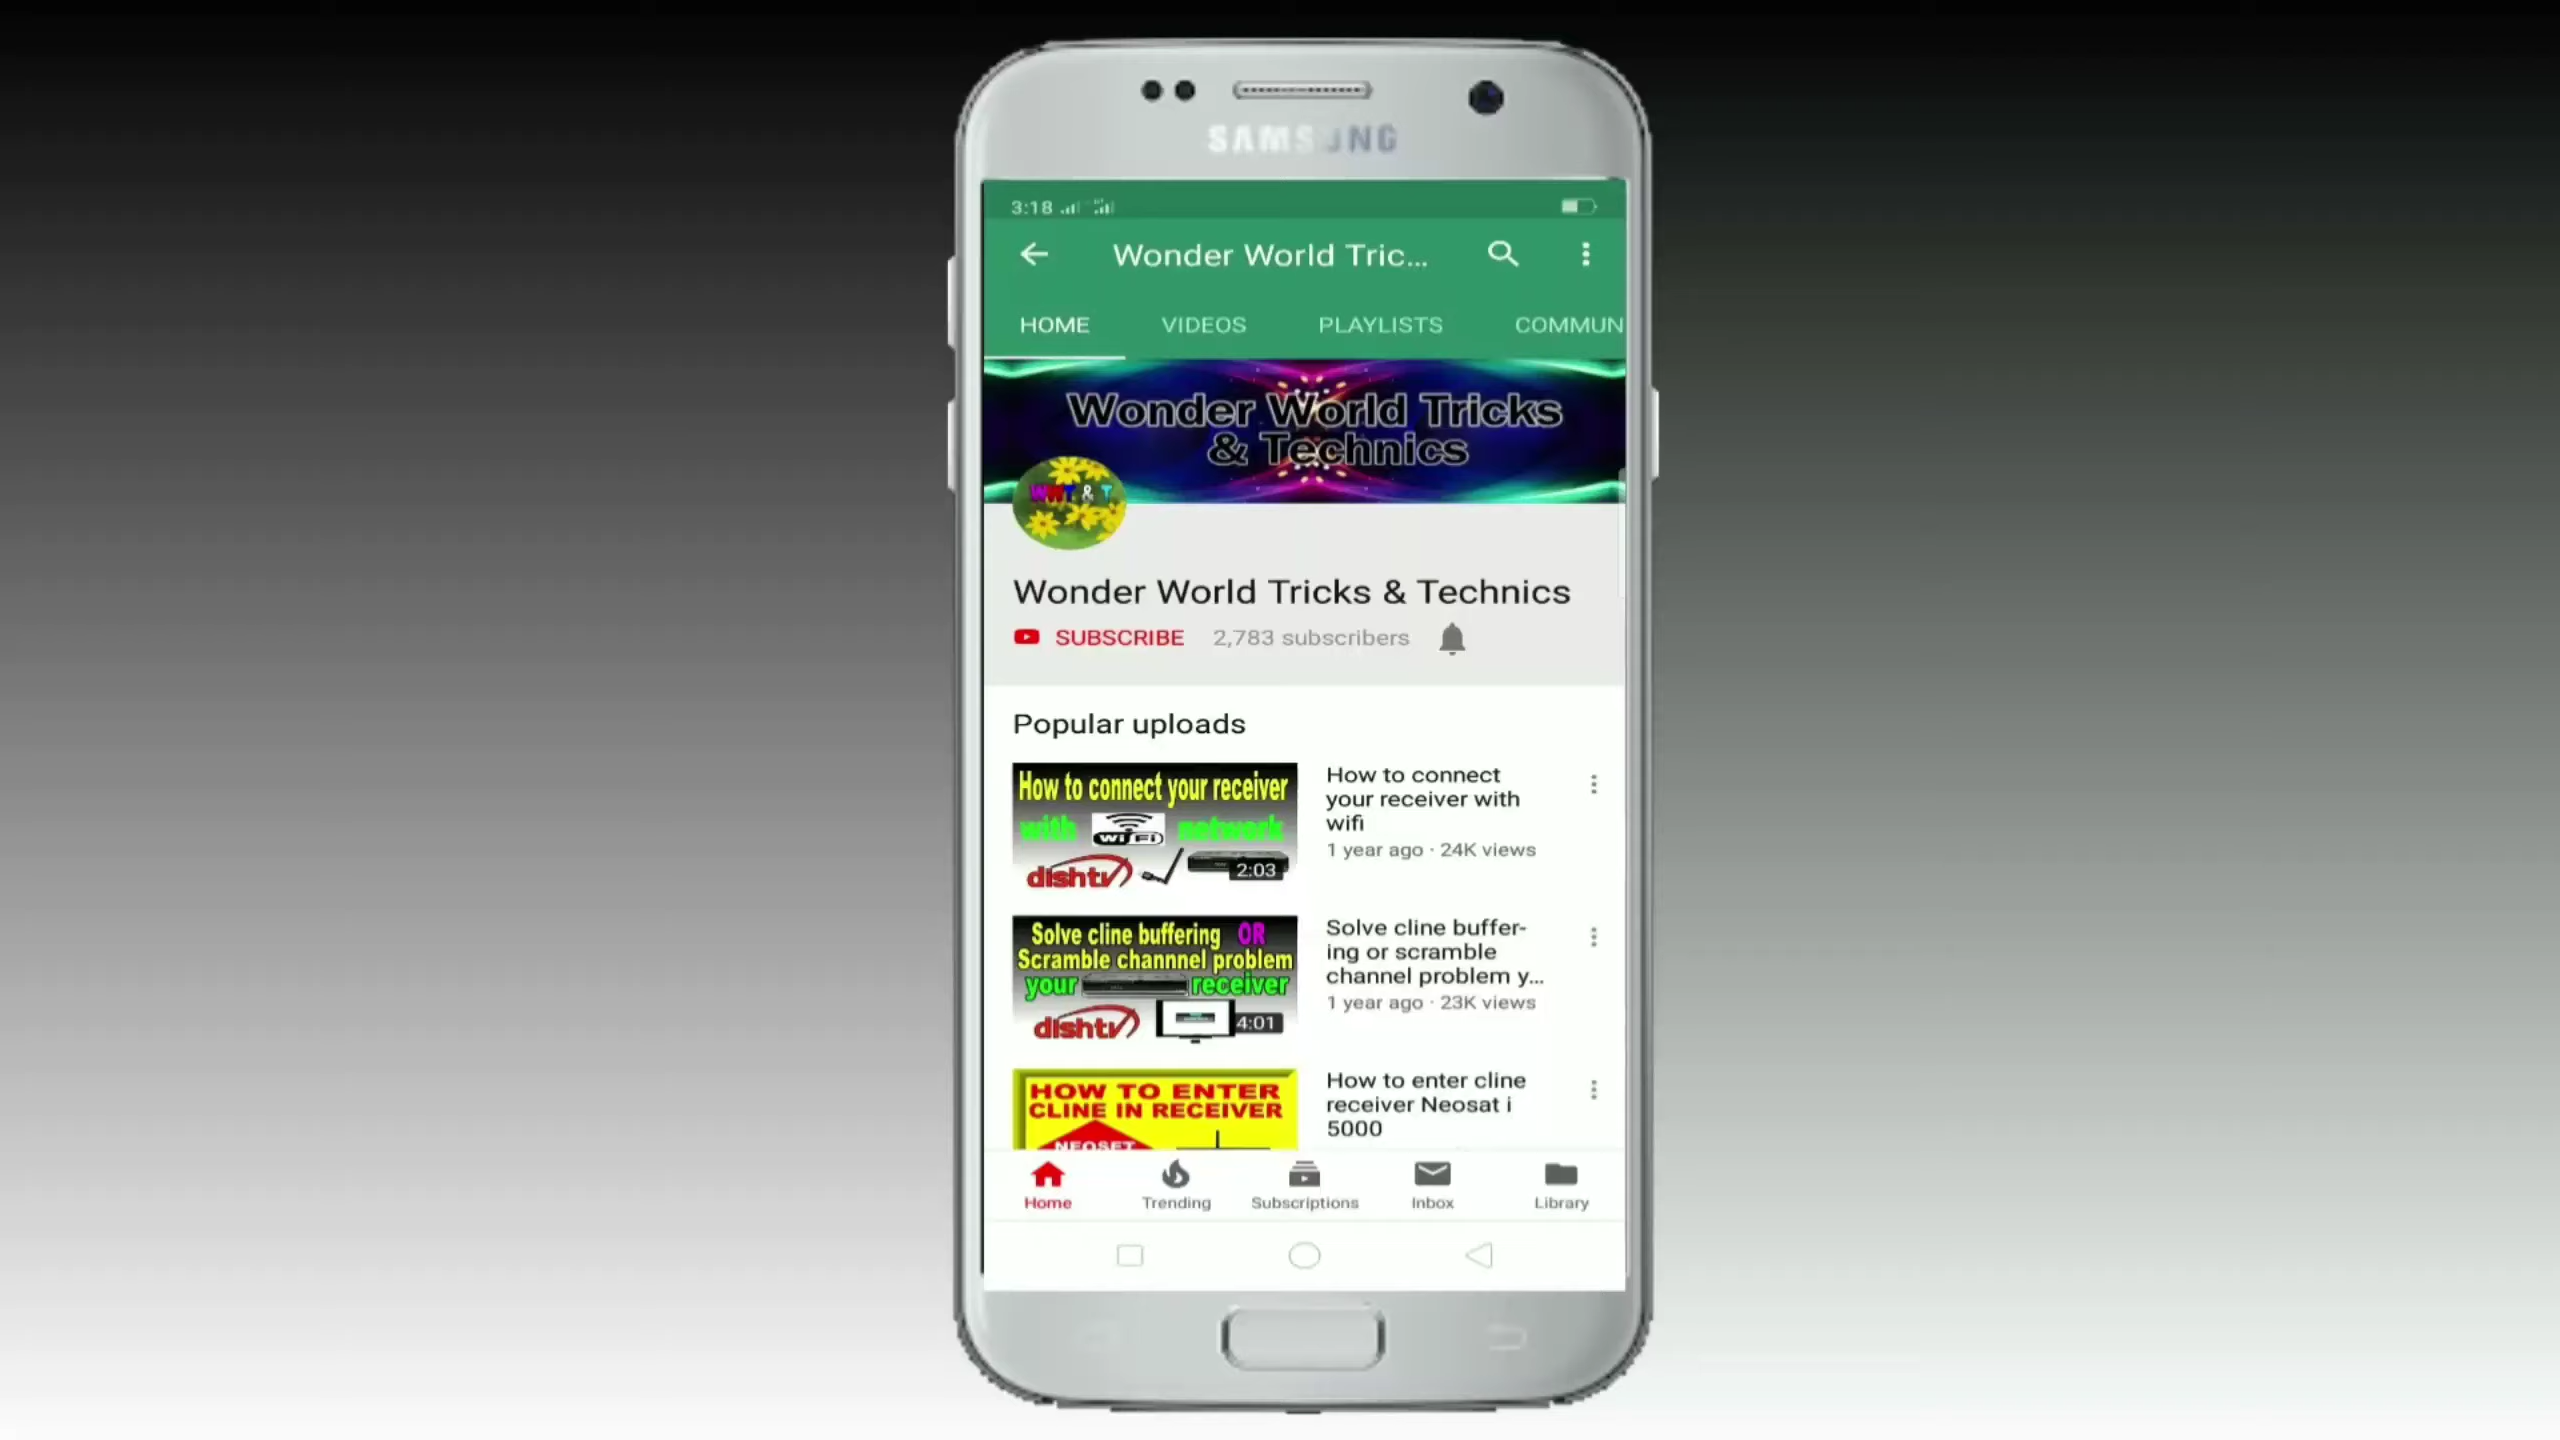 SAMSUNG
3:18
Wonder World Tric...
HOME VIDEOS PLAYLISTS COMMUN
Wonder World Tricks
& Technics
WWT & T
Wonder World Tricks & Technics
SUBSCRIBE 2,783 subscribers
Popular uploads
How to connect your receiver
with WiFi network
dishtv 2:03
How to connect
your receiver with
wifi
1 year ago · 24K views
Solve cline buffering OR
Scramble channnel problem
your receiver
dishtv 4:01
Solve cline buffer-
ing or scramble
channel problem y...
1 year ago · 23K views
HOW TO ENTER
CLINE IN RECEIVER
NEOSET
How to enter cline
receiver Neosat i
5000
Home Trending Subscriptions Inbox Library